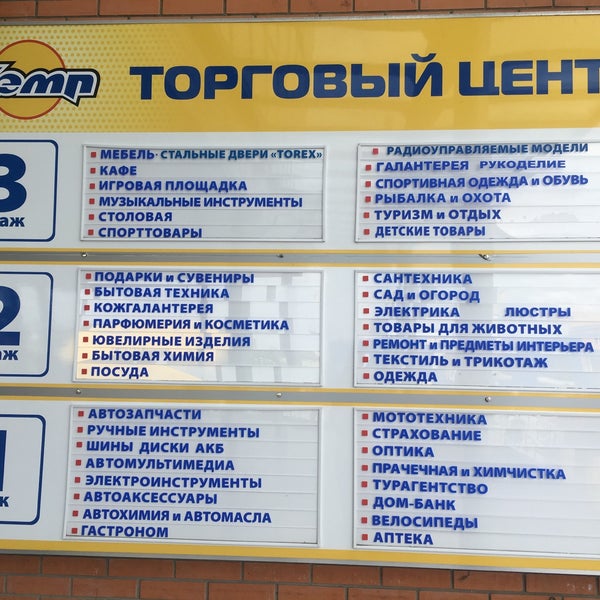 ТОРГОВЫЙ ЦЕНТ
3
МЕБЕЛЬ· СТАЛЬНЫЕ ДВЕРИ «TOREX»
КАФЕ
ИГРОВАЯ ПЛОЩАДКА
МУЗЫКАЛЬНЫЕ ИНСТРУМЕНТЫ
СТОЛОВАЯ
СПОРТТОВАРЫ
РАДИОУПРАВЛЯЕМЫЕ МОДЕЛИ
ГАЛАНТЕРЕЯ РУКОДЕЛИЕ
СПОРТИВНАЯ ОДЕЖДА и ОБУВЬ
РЫБАЛКА и ОХОТА
ТУРИЗМ и ОТДЫХ
ДЕТСКИЕ ТОВАРЫ
2
ПОДАРКИ и СУВЕНИРЫ
БЫТОВАЯ ТЕХНИКА
КОЖГАЛАНТЕРЕЯ
ПАРФЮМЕРИЯ и КОСМЕТИКА
ЮВЕЛИРНЫЕ ИЗДЕЛИЯ
БЫТОВАЯ ХИМИЯ
ПОСУДА
САНТЕХНИКА
САД и ОГОРОД
ЭЛЕКТРИКА ЛЮСТРЫ
ТОВАРЫ ДЛЯ ЖИВОТНЫХ
РЕМОНТ и ПРЕДМЕТЫ ИНТЕРЬЕРА
ТЕКСТИЛЬ и ТРИКОТАЖ
ОДЕЖДА
1
АВТОЗАПЧАСТИ
РУЧНЫЕ ИНСТРУМЕНТЫ
ШИНЫ ДИСКИ АКБ
АВТОМУЛЬТИМЕДИА
ЭЛЕКТРОИНСТРУМЕНТЫ
АВТОАКСЕССУАРЫ
АВТОХИМИЯ и АВТОМАСЛА
ГАСТРОНОМ
МОТОТЕХНИКА
СТРАХОВАНИЕ
ОПТИКА
ПРАЧЕЧНАЯ и ХИМЧИСТКА
ТУРАГЕНТСТВО
ДОМ-БАНК
ВЕЛОСИПЕДЫ
АПТЕКА